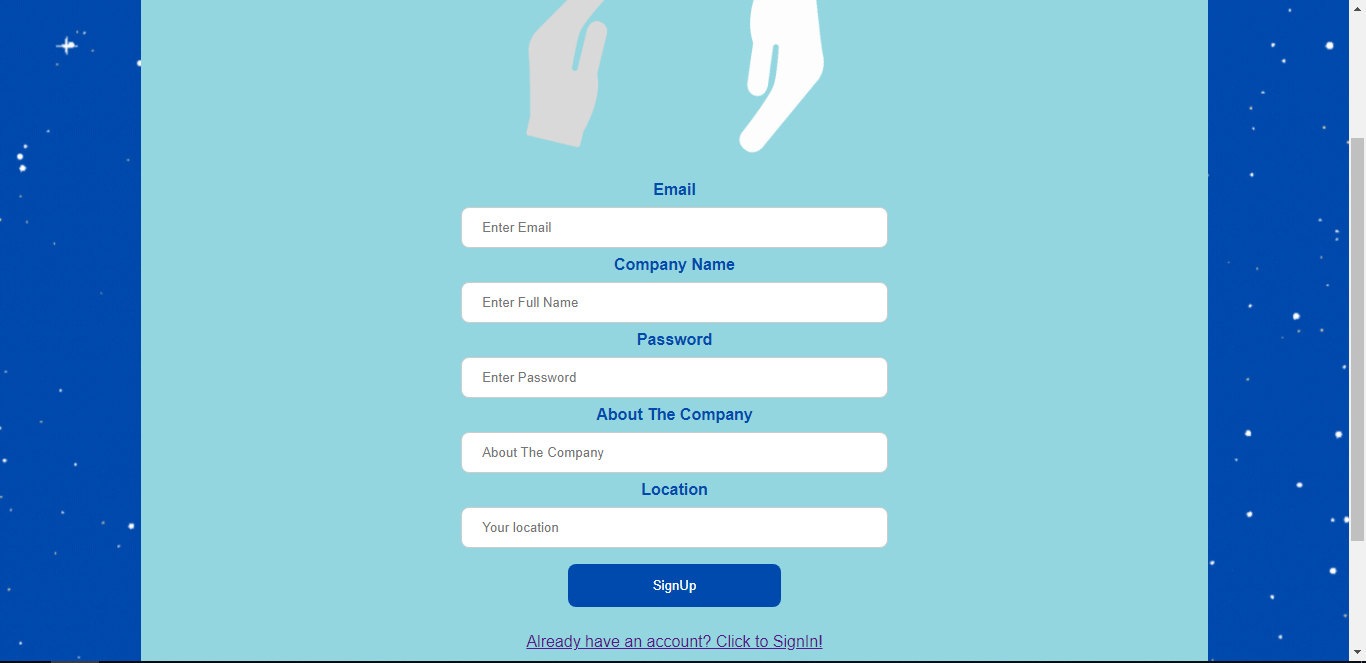 Email
Enter Email
Company Name
Enter Full Name
Password
Enter Password
About The Company
About The Company
Location
Your location
SignUp
Already have an account? Click to SignIn!